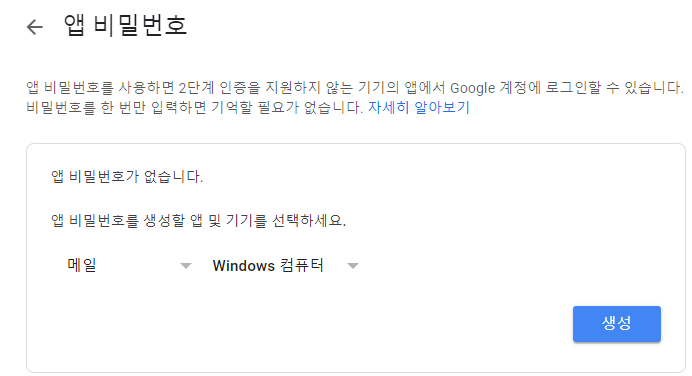 앱 비밀번호
앱 비밀번호를 사용하면 2단계 인증을 지원하지 않는 기기의 앱에서 Google 계정에 로그인할 수 있습니다.
비밀번호를 한 번만 입력하면 기억할 필요가 없습니다. 자세히 알아보기
앱 비밀번호가 없습니다.
앱 비밀번호를 생성할 앱 및 기기를 선택하세요.
메일 Windows 컴퓨터
생성